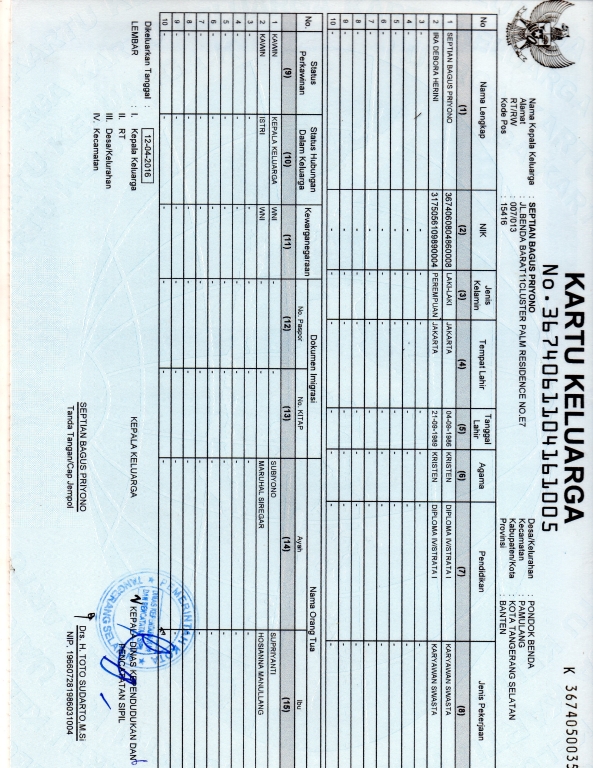 KARTU KELUARGA
No.3674061104161005
K 3674050035
Nama Kepala Keluarga : SEPTIAN BAGUS PRIYONO
Alamat : JL.BENDA BARAT11CLUSTER PALM RESIDENCE NO.E7
RT/RW : 007/013
Kode Pos : 15416
Desa/Kelurahan : PONDOK BENDA
Kecamatan : PAMULANG
Kabupaten/Kota : KOTA TANGERANG SELATAN
Provinsi : BANTEN
No Nama Lengkap NIK Jenis Kelamin Tempat Lahir Tanggal Lahir Agama Pendidikan Jenis Pekerjaan
(1) (2) (3) (4) (5) (6) (7) (8)
1 SEPTIAN BAGUS PRIYONO 3674060804860008 LAKI-LAKI JAKARTA 04-09-1986 KRISTEN DIPLOMA IV/STRATA I KARYAWAN SWASTA
2 IRA DEBORA HERINI 3175056109890004 PEREMPUAN JAKARTA 21-09-1989 KRISTEN DIPLOMA IV/STRATA I KARYAWAN SWASTA
3 - - - - - - - -
4 - - - - - - - -
5 - - - - - - - -
6 - - - - - - - -
7 - - - - - - - -
8 - - - - - - - -
9 - - - - - - - -
10 - - - - - - - -
No. Status Perkawinan Status Hubungan Dalam Keluarga Kewarganegaraan Dokumen Imigrasi Nama Orang Tua
No. Paspor No. KITAP Ayah Ibu
(9) (10) (11) (12) (13) (14) (15)
1 KAWIN KEPALA KELUARGA WNI - - SUBIYONO SUPRIYANTI
2 KAWIN ISTRI WNI - - MARUHAL SIREGAR HOSIANNA MANULLANG
3 - - - - - - -
4 - - - - - - -
5 - - - - - - -
6 - - - - - - -
7 - - - - - - -
8 - - - - - - -
9 - - - - - - -
10 - - - - - - -
Dikeluarkan Tanggal : 12-04-2016
LEMBAR : I. Kepala Keluarga
II. RT
III. Desa/Kelurahan
IV. Kecamatan
KEPALA KELUARGA
SEPTIAN BAGUS PRIYONO
Tanda Tangan/Cap Jempol
PEMERINTAH KOTA
TANGERANG SELATAN
KEPALA DINAS KEPENDUDUKAN DAN
PENCATATAN SIPIL
Drs. H. TOTO SUDARTO,M.Si
NIP. 196607281986031004